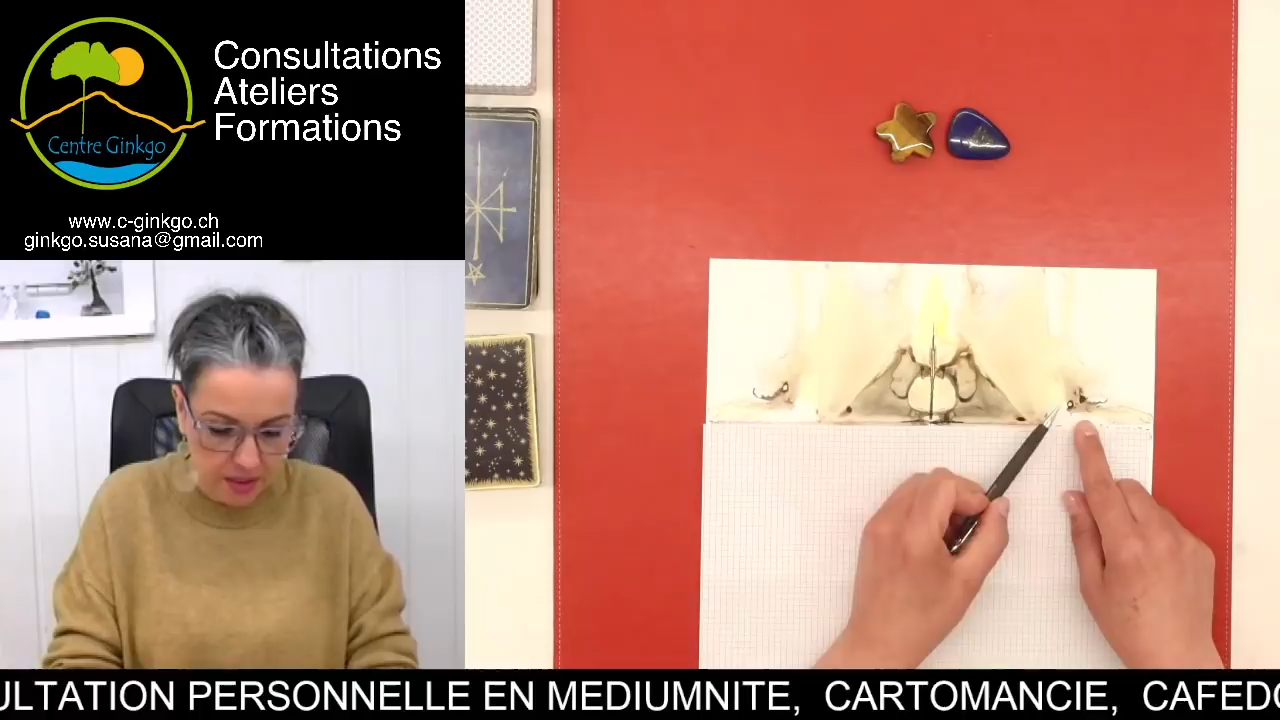 Consultations
Ateliers
Formations
Centre Ginkgo
www.c-ginkgo.ch
ginkgo.susana@gmail.com
ULTATION PERSONNELLE EN MEDIUMNITE, CARTOMANCIE, CAFEDO